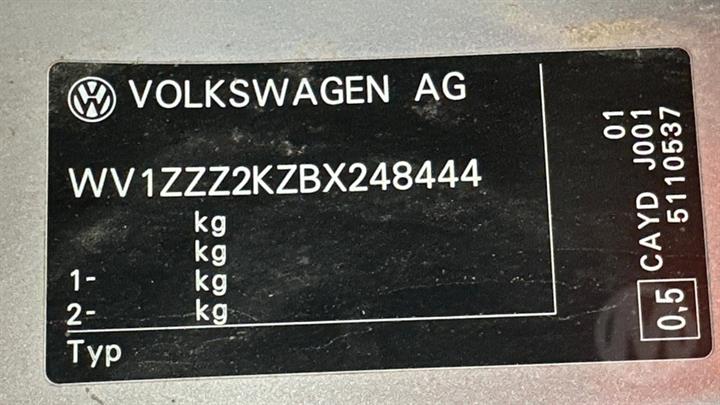 VOLKSWAGEN AG
WV1ZZZ2KZBX248444
kg
kg
1- kg
2- kg
Typ
01
CAYD J001
5110537
0,5